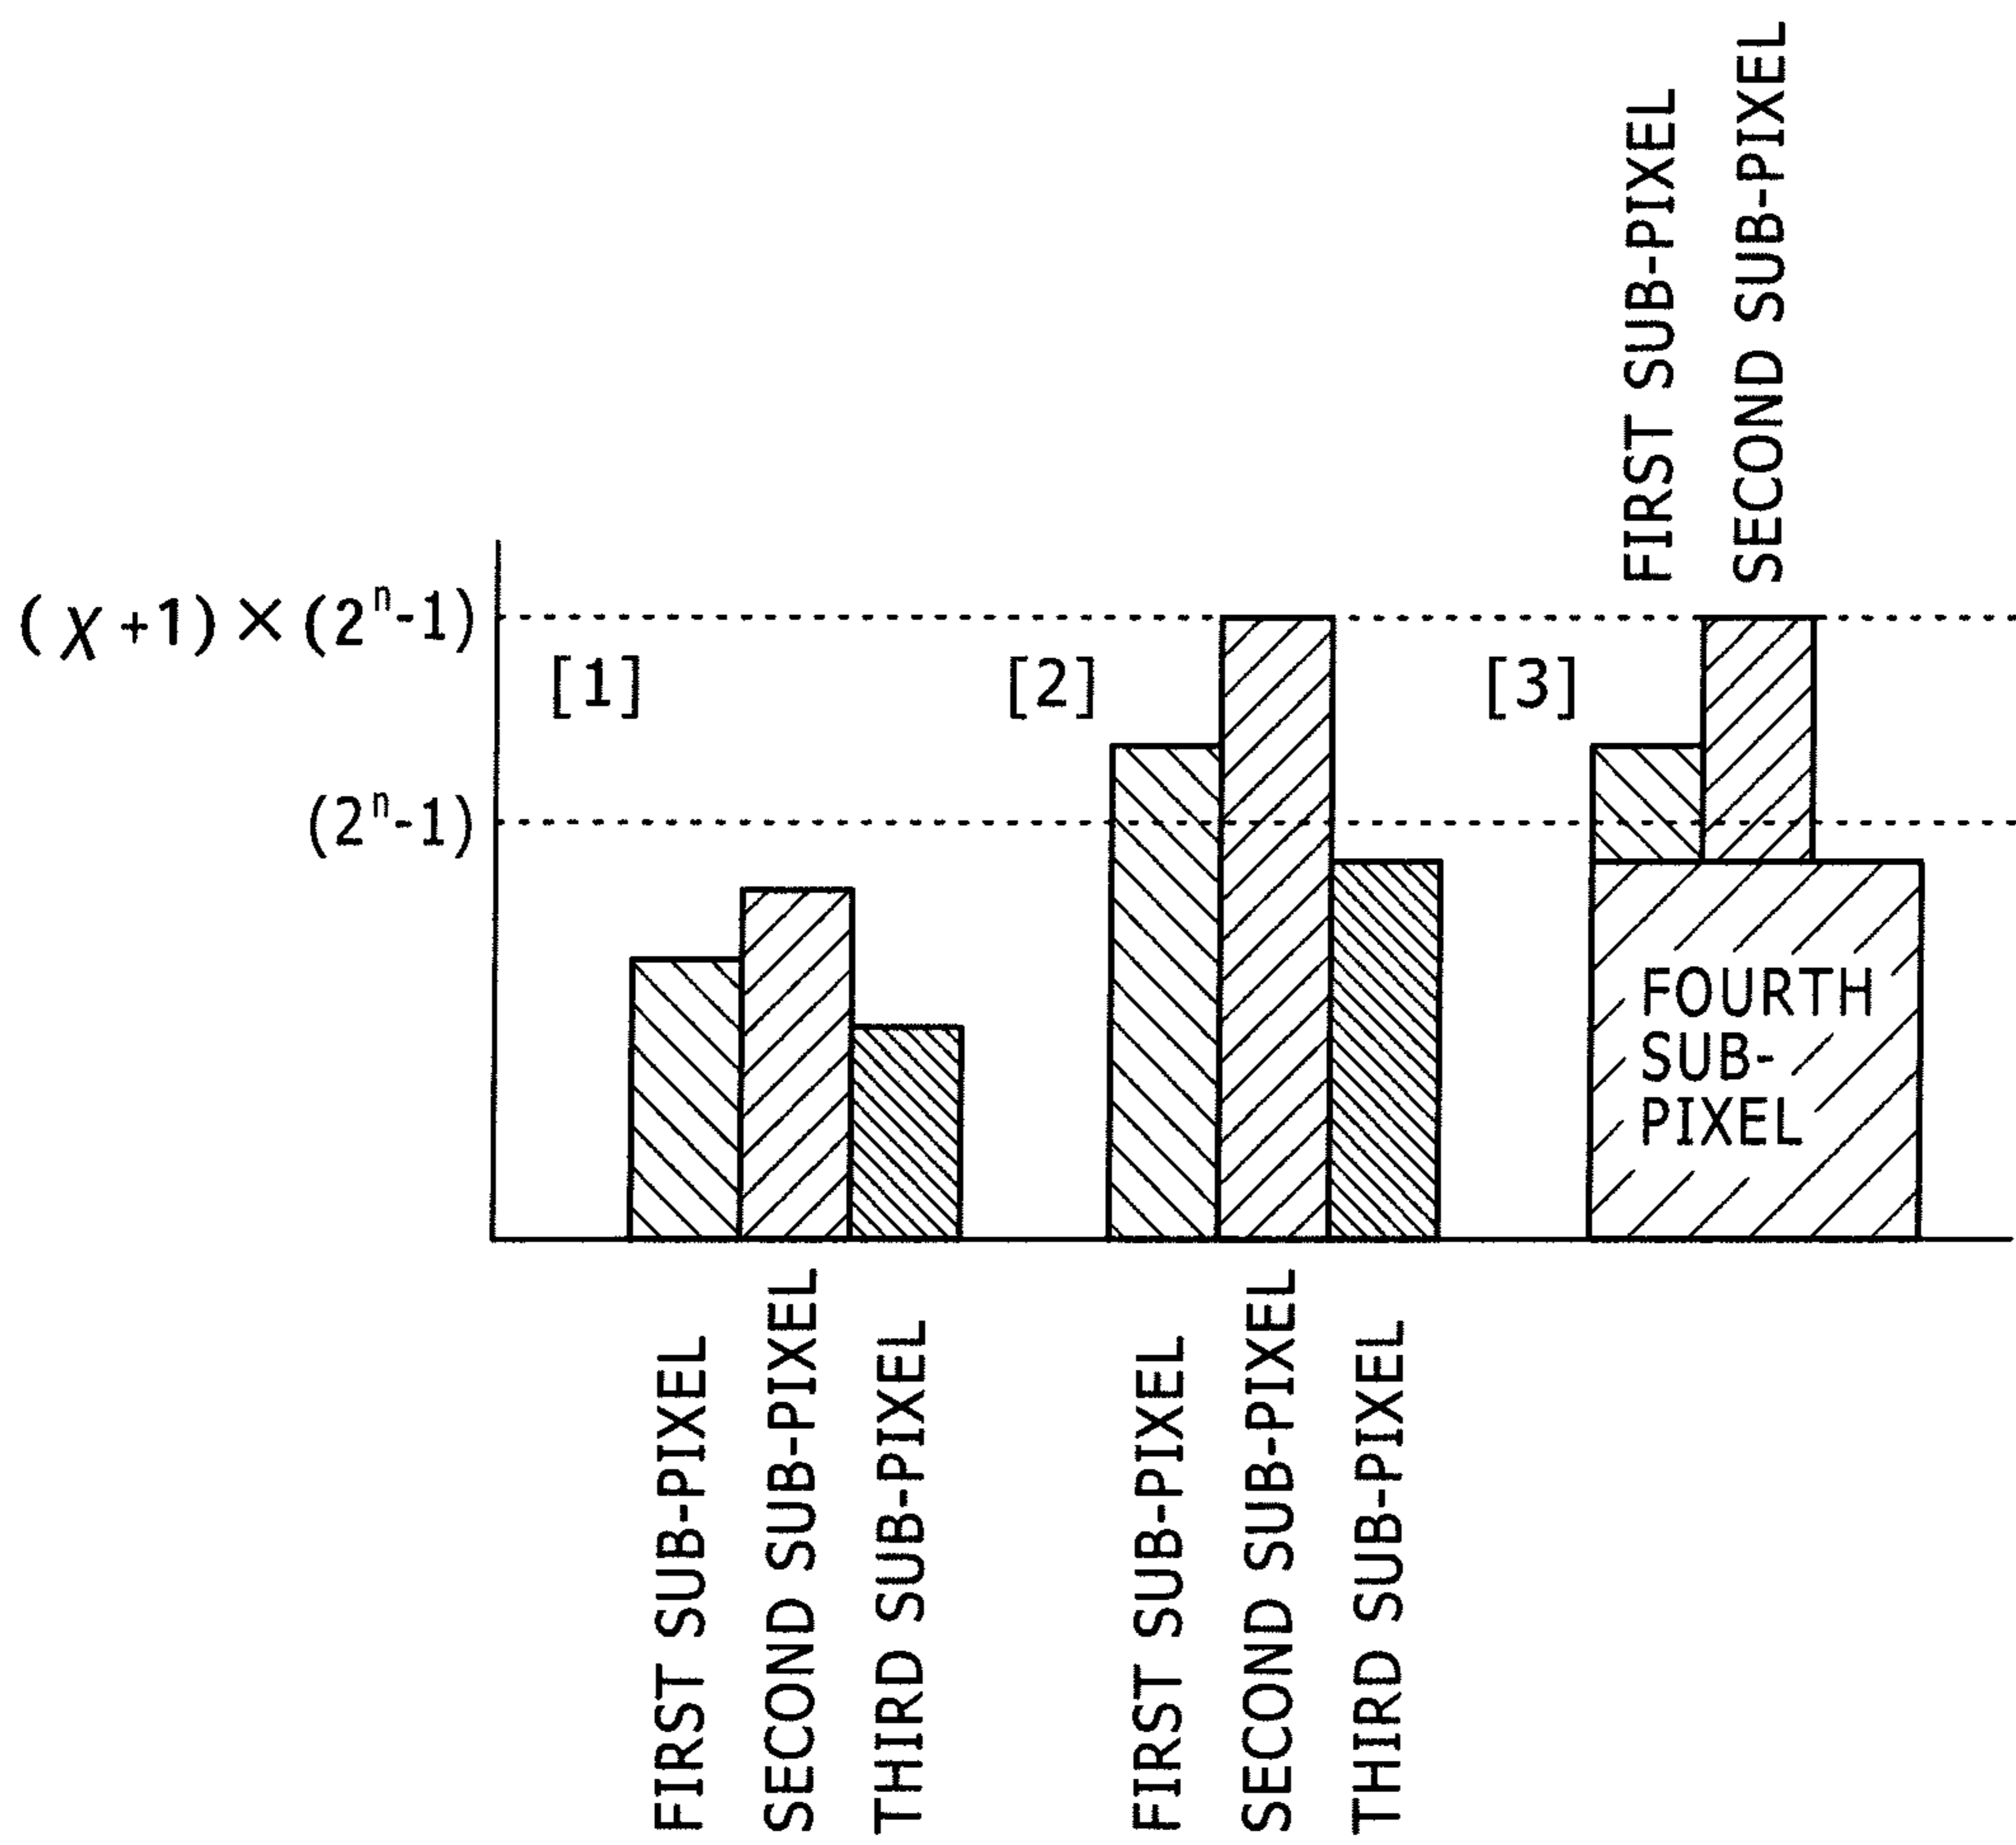 FIRST SUB-PIXEL
SECOND SUB-PIXEL
(χ+1)×(2ⁿ-1)
[1]
[2]
[3]
(2ⁿ-1)
FOURTH
SUB-
PIXEL
FIRST SUB-PIXEL
SECOND SUB-PIXEL
THIRD SUB-PIXEL
FIRST SUB-PIXEL
SECOND SUB-PIXEL
THIRD SUB-PIXEL